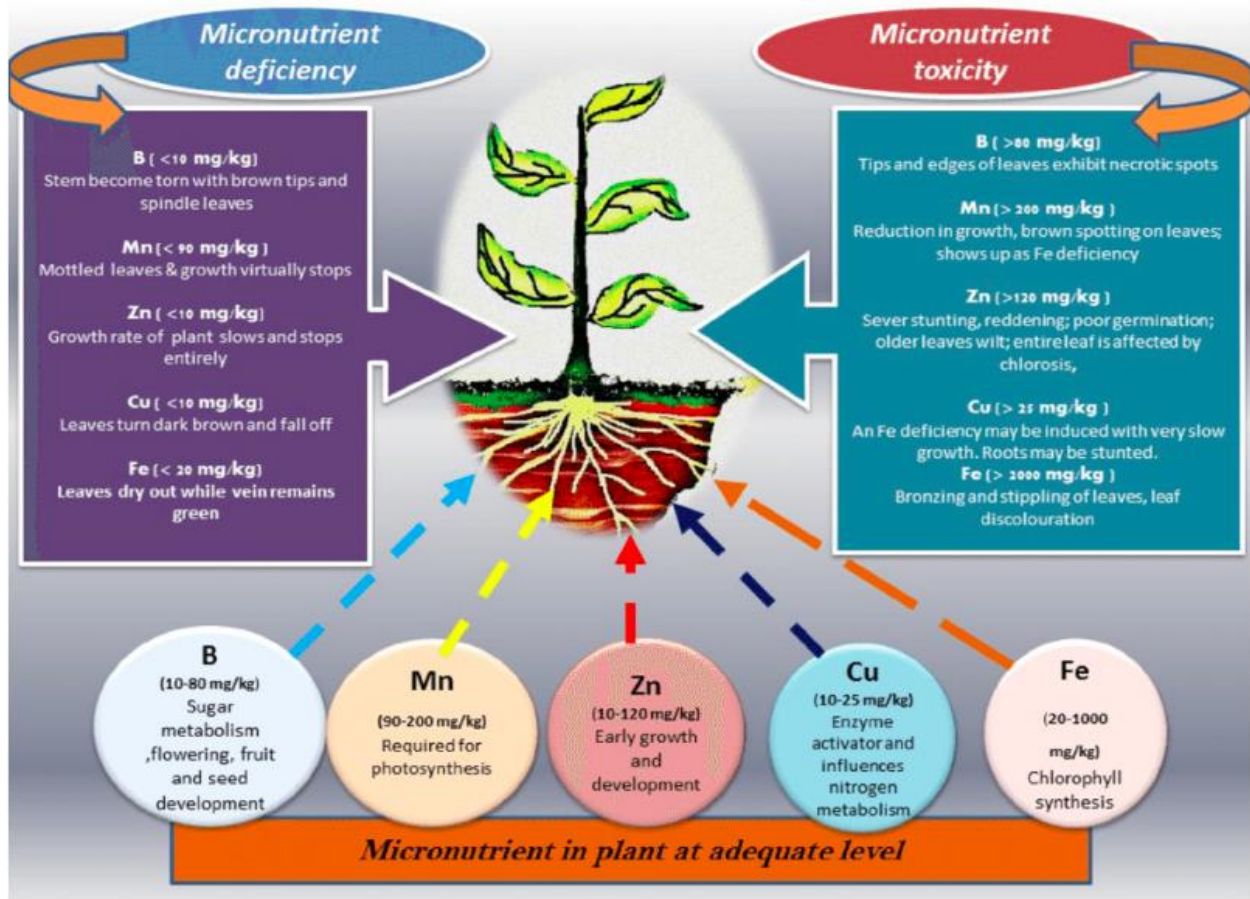 Micronutrient
deficiency
B ( <10 mg/kg)
Stem become torn with brown tips and
spindle leaves
Mn (< 90 mg/kg )
Mottled leaves & growth virtually stops
Zn (<10 mg/kg)
Growth rate of plant slows and stops
entirely
Cu ( <10 mg/kg)
Leaves turn dark brown and fall off
Fe (< 20 mg/kg)
Leaves dry out while vein remains
green
Micronutrient
toxicity
B ( >80 mg/kg)
Tips and edges of leaves exhibit necrotic spots
Mn (> 200 mg/kg )
Reduction in growth, brown spotting on leaves;
shows up as Fe deficiency
Zn (>120 mg/kg)
Sever stunting, reddening; poor germination;
older leaves wilt; entire leaf is affected by
chlorosis,
Cu (> 25 mg/kg )
An Fe deficiency may be induced with very slow
growth. Roots may be stunted.
Fe (> 2000 mg/kg )
Bronzing and stippling of leaves, leaf
discolouration
B
(10-80 mg/kg)
Sugar
metabolism
,flowering, fruit
and seed
development
Mn
(90-200 mg/kg)
Required for
photosynthesis
Zn
(10-120 mg/kg)
Early growth
and
development
Cu
(10-25 mg/kg)
Enzyme
activator and
influences
nitrogen
metabolism
Fe
(20-1000
mg/kg)
Chlorophyll
synthesis
Micronutrient in plant at adequate level